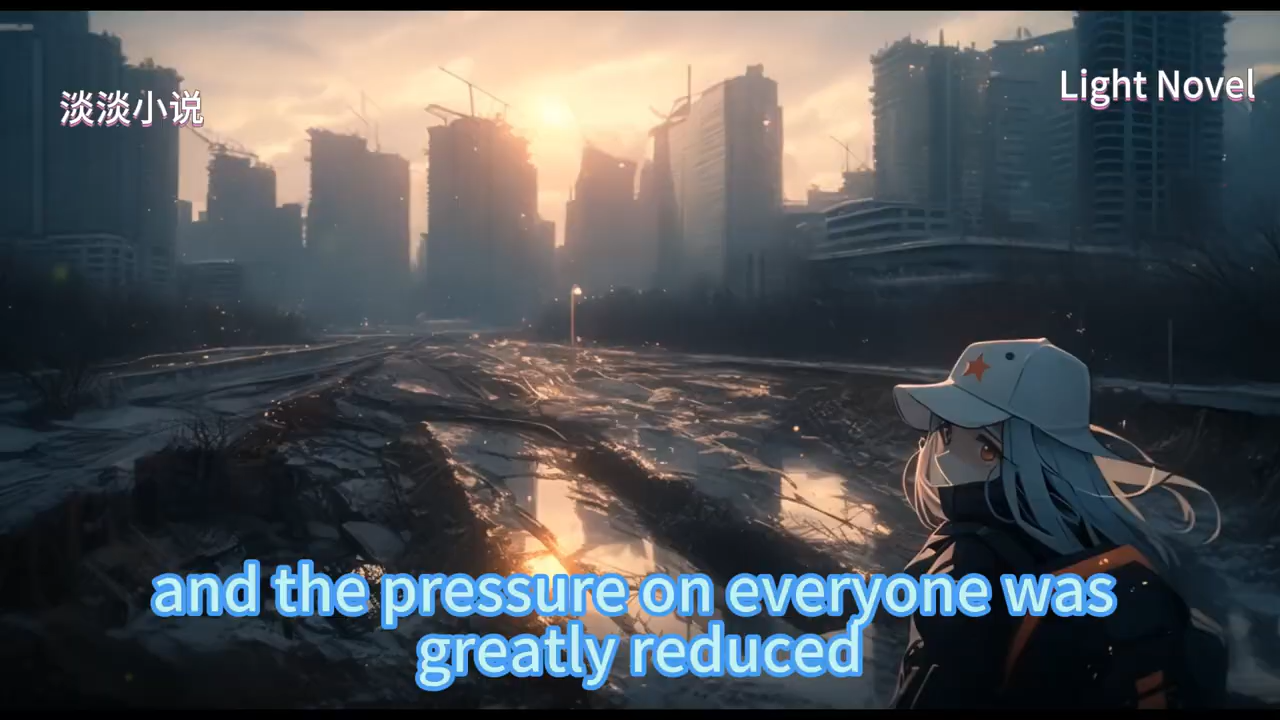 淡淡小说
Light Novel
and the pressure on everyone was
greatly reduced